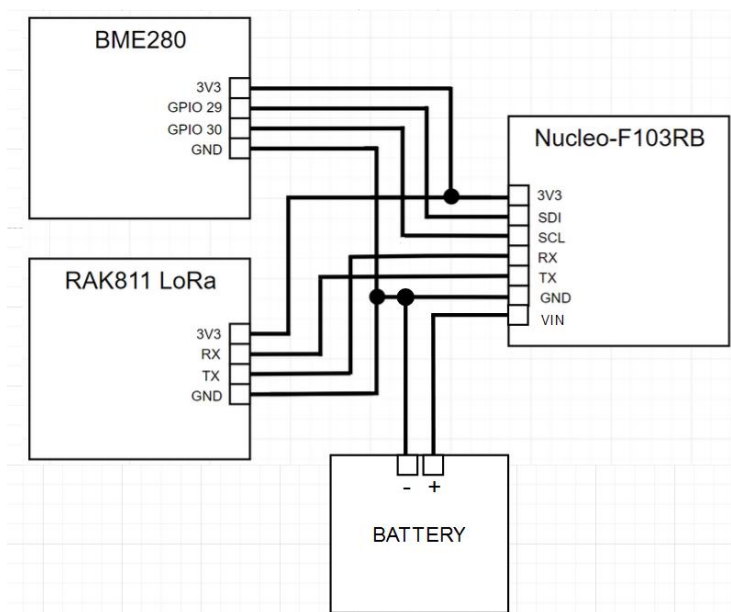 BME280
3V3
GPIO 29
GPIO 30
GND
Nucleo-F103RB
3V3
SDI
SCL
RX
TX
GND
VIN
RAK811 LoRa
3V3
RX
TX
GND
- +
BATTERY